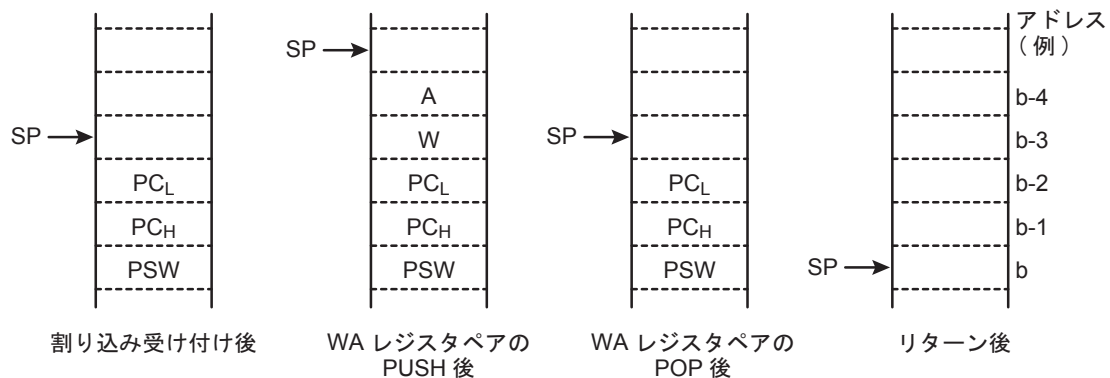 アドレス
(例)
SP
A
b-4
SP
W
SP
b-3
PCL
PCL
PCL
b-2
PCH
PCH
PCH
b-1
PSW
PSW
PSW
SP
b
割り込み受け付け後
WA レジスタペアの
PUSH 後
WA レジスタペアの
POP 後
リターン後